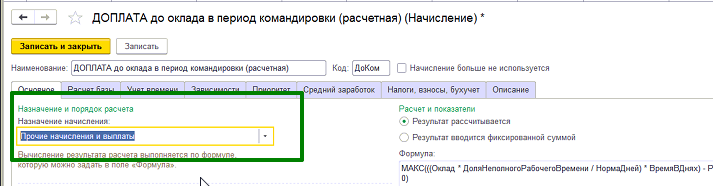 ДОПЛАТА до оклада в период командировки (расчетная) (Начисление) *
Записать и закрыть
Записать
Наименование: ДОПЛАТА до оклада в период командировки (расчетная) Код: ДоКом Начисление больше не используется
Основное Расчет базы Учет времени Зависимости Приоритет Средний заработок Налоги, взносы, бухучет Описание
Назначение и порядок расчета
Назначение начисления:
Прочие начисления и выплаты
Вычисление результата расчета выполняется по формуле,
которую можно задать в поле «Формула».
Расчет и показатели
Результат рассчитывается
Результат вводится фиксированной суммой
Формула:
МАКС(((Оклад * ДоляНеполногоРабочегоВремени / НормаДней) * ВремяВДнях) - Р
0)